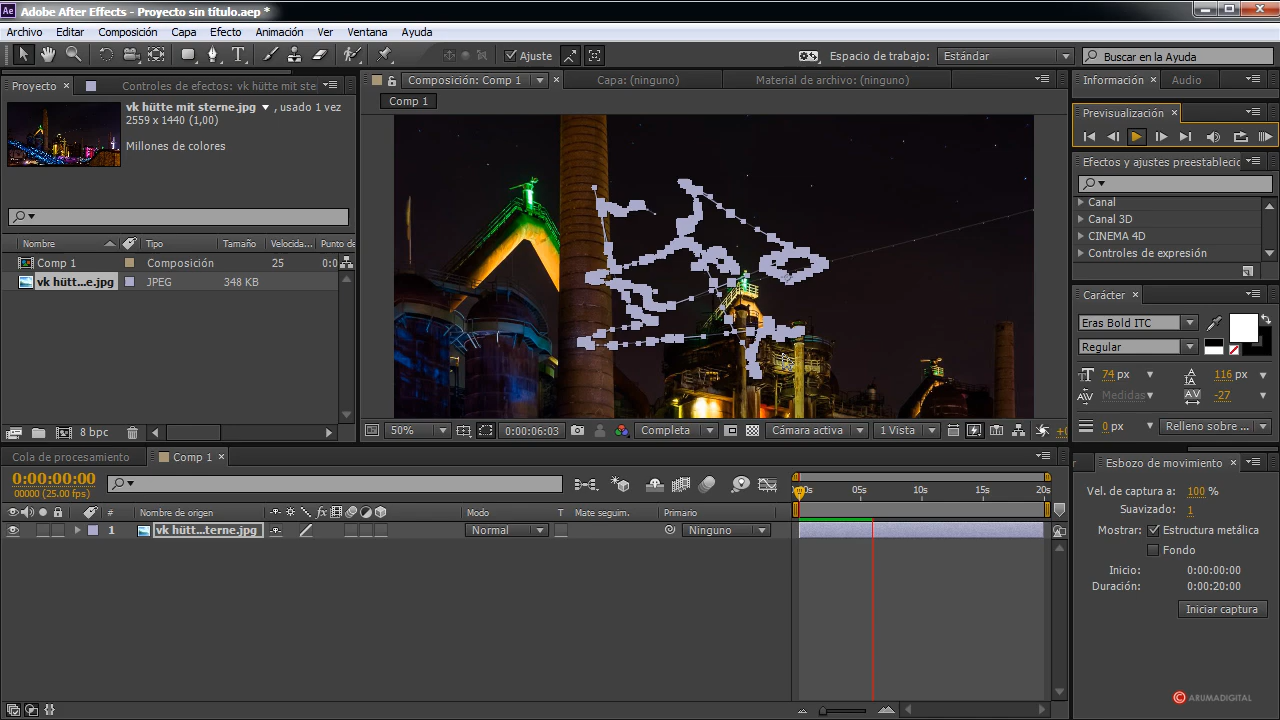 Adobe After Effects - Proyecto sin título.aep *
Archivo Editar Composición Capa Efecto Animación Ver Ventana Ayuda
Ajuste Espacio de trabajo: Estándar Buscar en la Ayuda
Proyecto Controles de efectos: vk hütte mit ste
vk hütte mit sterne.jpg , usado 1 vez
2559 x 1440 (1,00)
Millones de colores
Nombre Tipo Tamaño Velocida... Punto de
Comp 1 Composición 25 0:0
vk hütt...e.jpg JPEG 348 KB
8 bpc
Composición: Comp 1 Capa: (ninguno) Material de archivo: (ninguno)
Comp 1
50% 0:00:06:03 Completa Cámara activa 1 Vista +0
Información Audio
Previsualización
Efectos y ajustes preestablecic
Canal
Canal 3D
CINEMA 4D
Controles de expresión
Carácter
Eras Bold ITC
Regular
74 px 116 px
Medidas -27
0 px Relleno sobre ...
Cola de procesamiento Comp 1
0:00:00:00
00000 (25.00 fps)
Nombre de origen Modo T Mate seguim. Primario
1 vk hütt...terne.jpg Normal Ninguno
00s 05s 10s 15s 20s
Esbozo de movimiento
Vel. de captura a: 100 %
Suavizado: 1
Mostrar: Estructura metálica
Fondo
Inicio: 0:00:00:00
Duración: 0:00:20:00
Iniciar captura
© ARUMADIGITAL